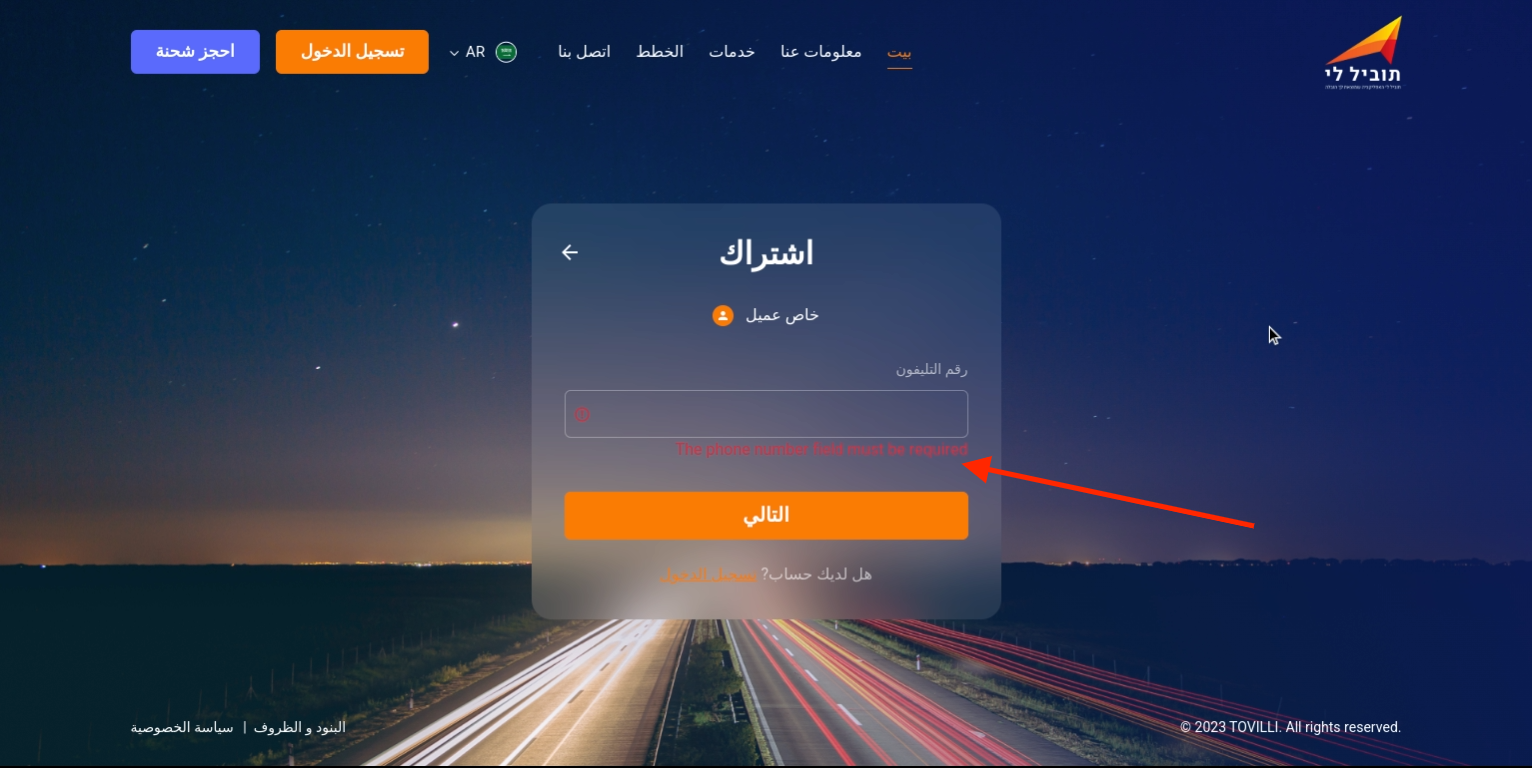 תוביל לי
بيت
معلومات عنا
خدمات
الخطط
اتصل بنا
AR
تسجيل الدخول
احجز شحنة
اشتراك
خاص عميل
رقم التليفون
The phone number field must be required
التالي
هل لديك حساب? تسجيل الدخول
البنود و الظروف | سياسة الخصوصية
© 2023 TOVILLI. All rights reserved.